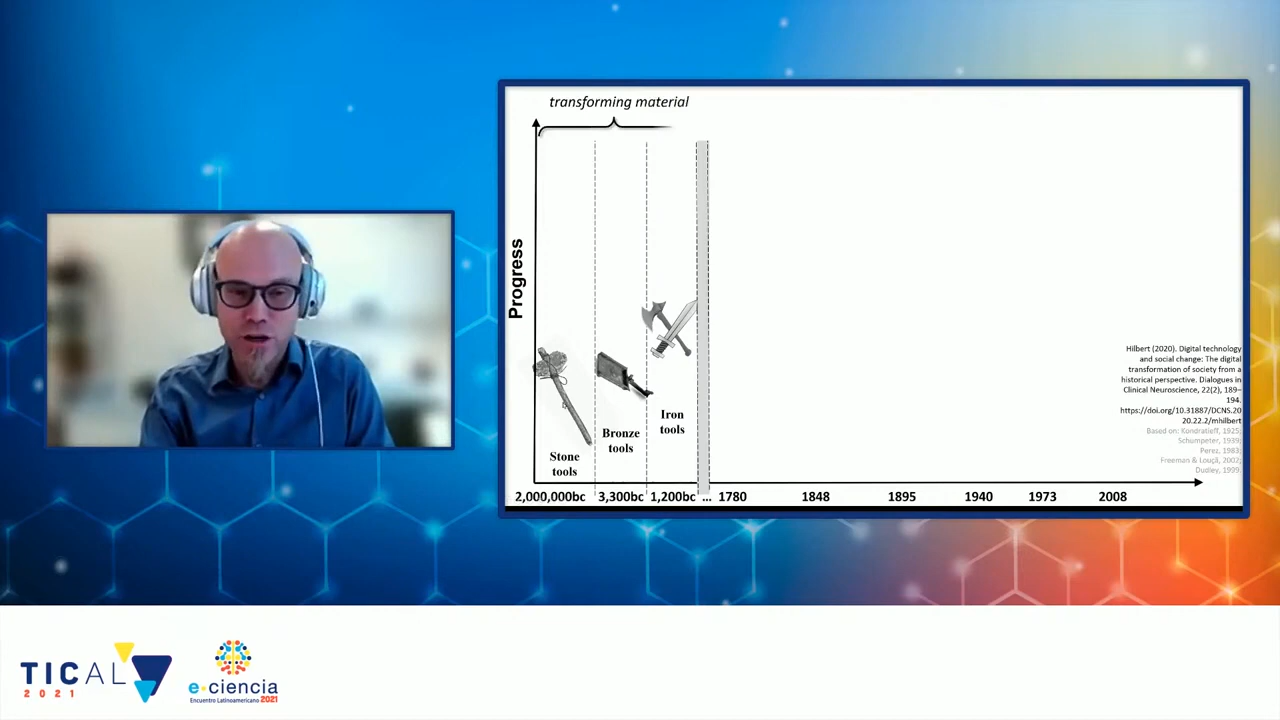 transforming material
Progress
Stone
tools
Bronze
tools
Iron
tools
2,000,000bc
3,300bc
1,200bc
...
1780
1848
1895
1940
1973
2008
Hilbert (2020). Digital technology
and social change: The digital
transformation of society from a
historical perspective. Dialogues in
Clinical Neuroscience, 22(2), 189–
194.
https://doi.org/10.31887/DCNS.20
20.22.2/mhilbert
Based on: Kondratieff, 1925;
Schumpeter, 1939;
Perez, 1983;
Freeman & Louçã, 2002;
Dudley, 1999
TICAL
2021
e-ciencia
Encuentro Latinoamericano 2021